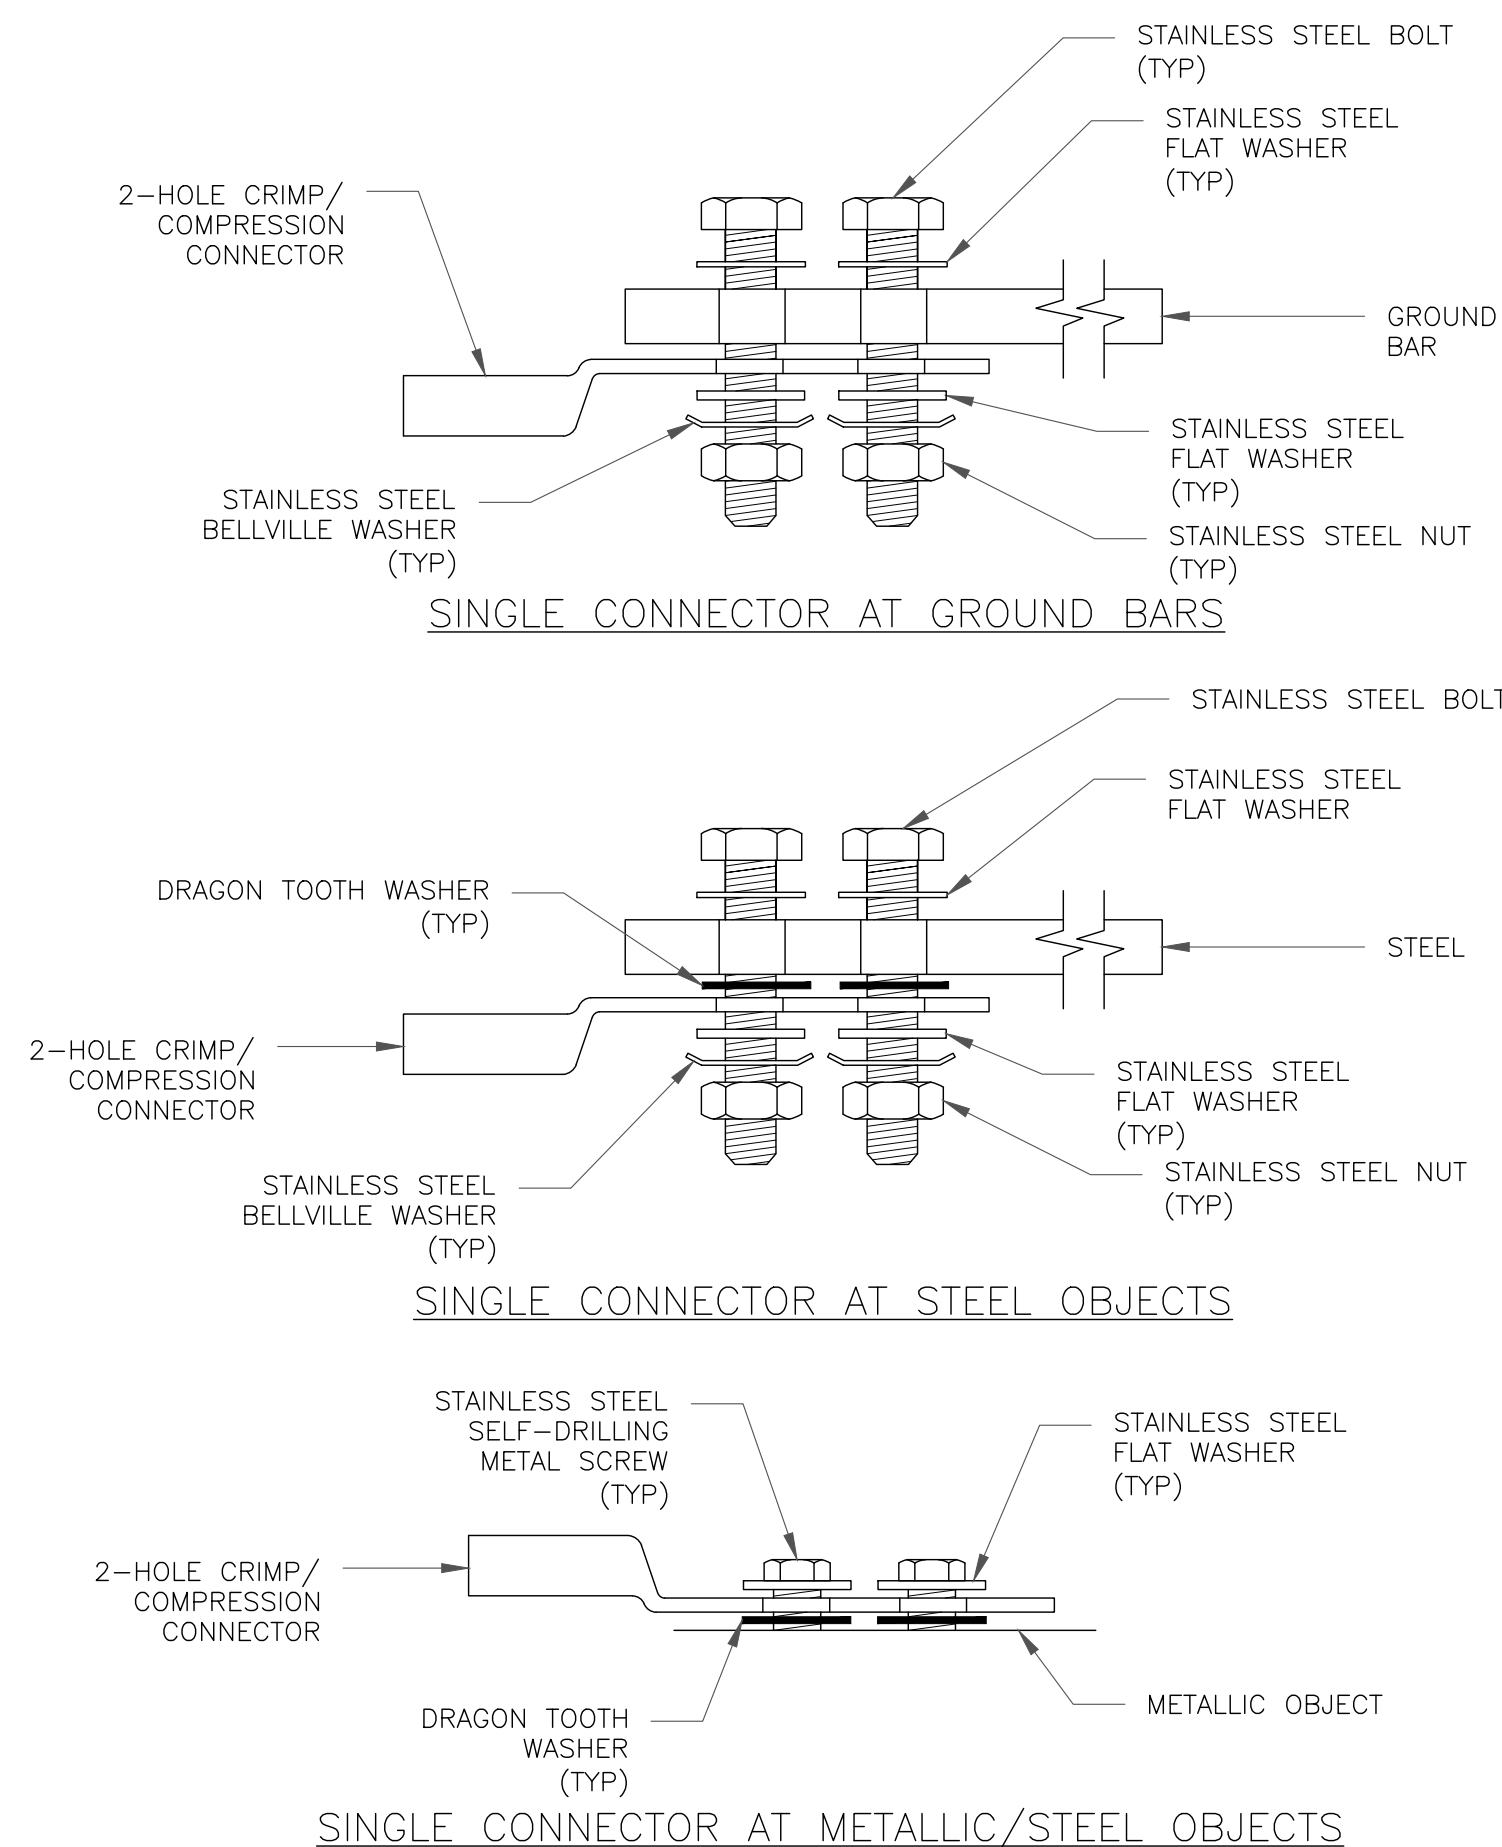 STAINLESS STEEL BOLT
(TYP)
STAINLESS STEEL
FLAT WASHER
(TYP)
2-HOLE CRIMP/
COMPRESSION
CONNECTOR
GROUND
BAR
STAINLESS STEEL
FLAT WASHER
(TYP)
STAINLESS STEEL
BELLVILLE WASHER
(TYP)
STAINLESS STEEL NUT
(TYP)
SINGLE CONNECTOR AT GROUND BARS
STAINLESS STEEL BOLT
STAINLESS STEEL
FLAT WASHER
DRAGON TOOTH WASHER
(TYP)
STEEL
2-HOLE CRIMP/
COMPRESSION
CONNECTOR
STAINLESS STEEL
FLAT WASHER
(TYP)
STAINLESS STEEL NUT
(TYP)
STAINLESS STEEL
BELLVILLE WASHER
(TYP)
SINGLE CONNECTOR AT STEEL OBJECTS
STAINLESS STEEL
SELF-DRILLING
METAL SCREW
(TYP)
STAINLESS STEEL
FLAT WASHER
(TYP)
2-HOLE CRIMP/
COMPRESSION
CONNECTOR
METALLIC OBJECT
DRAGON TOOTH
WASHER
(TYP)
SINGLE CONNECTOR AT METALLIC/STEEL OBJECTS